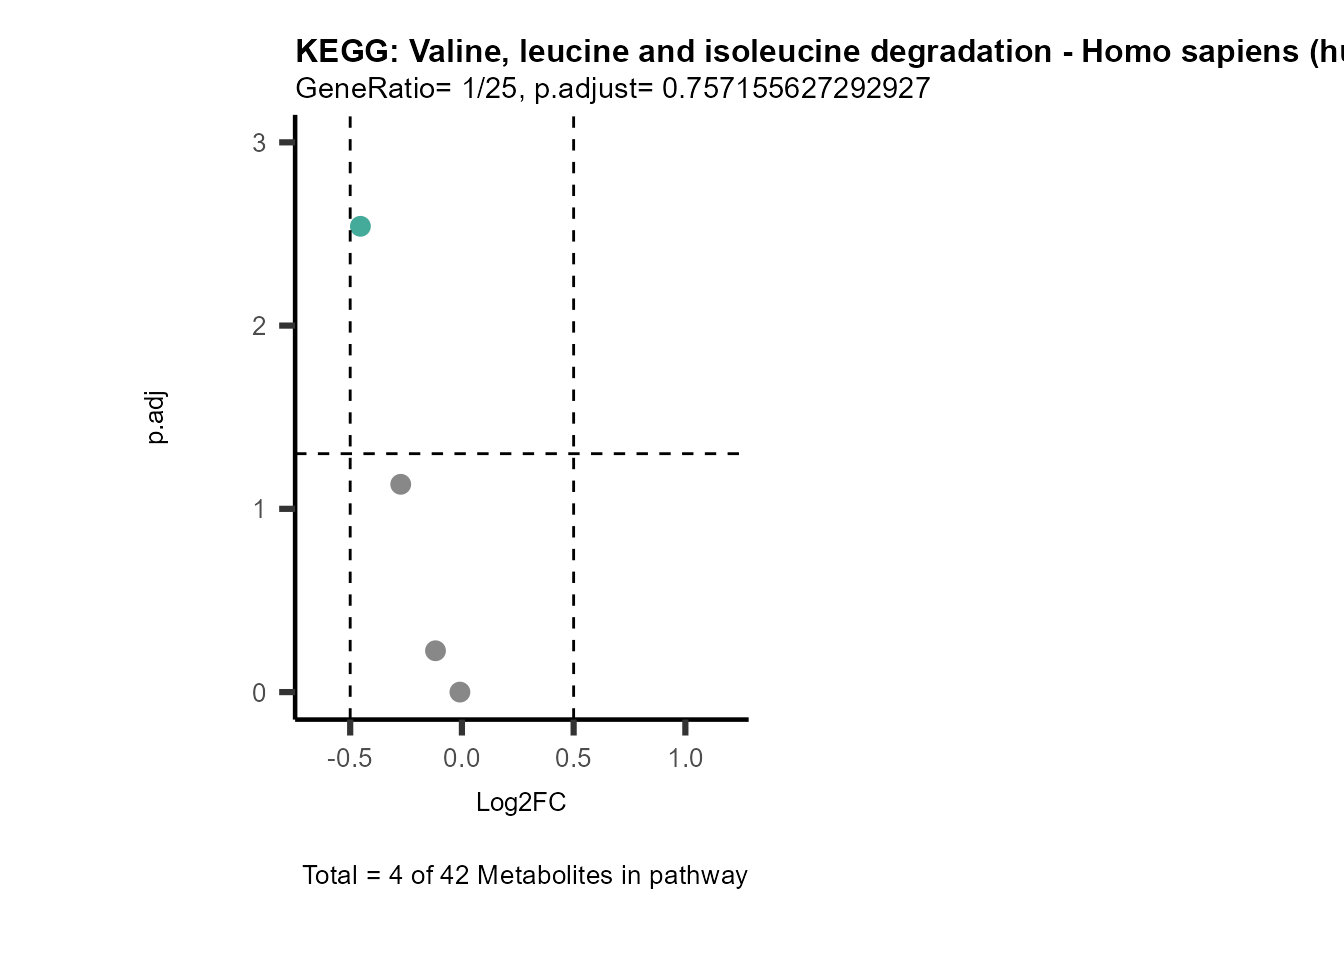 KEGG: Valine, leucine and isoleucine degradation - Homo sapiens (hu
GeneRatio= 1/25, p.adjust= 0.757155627292927
3
2
1
0
p.adj
-0.5 0.0 0.5 1.0
Log2FC
Total = 4 of 42 Metabolites in pathway